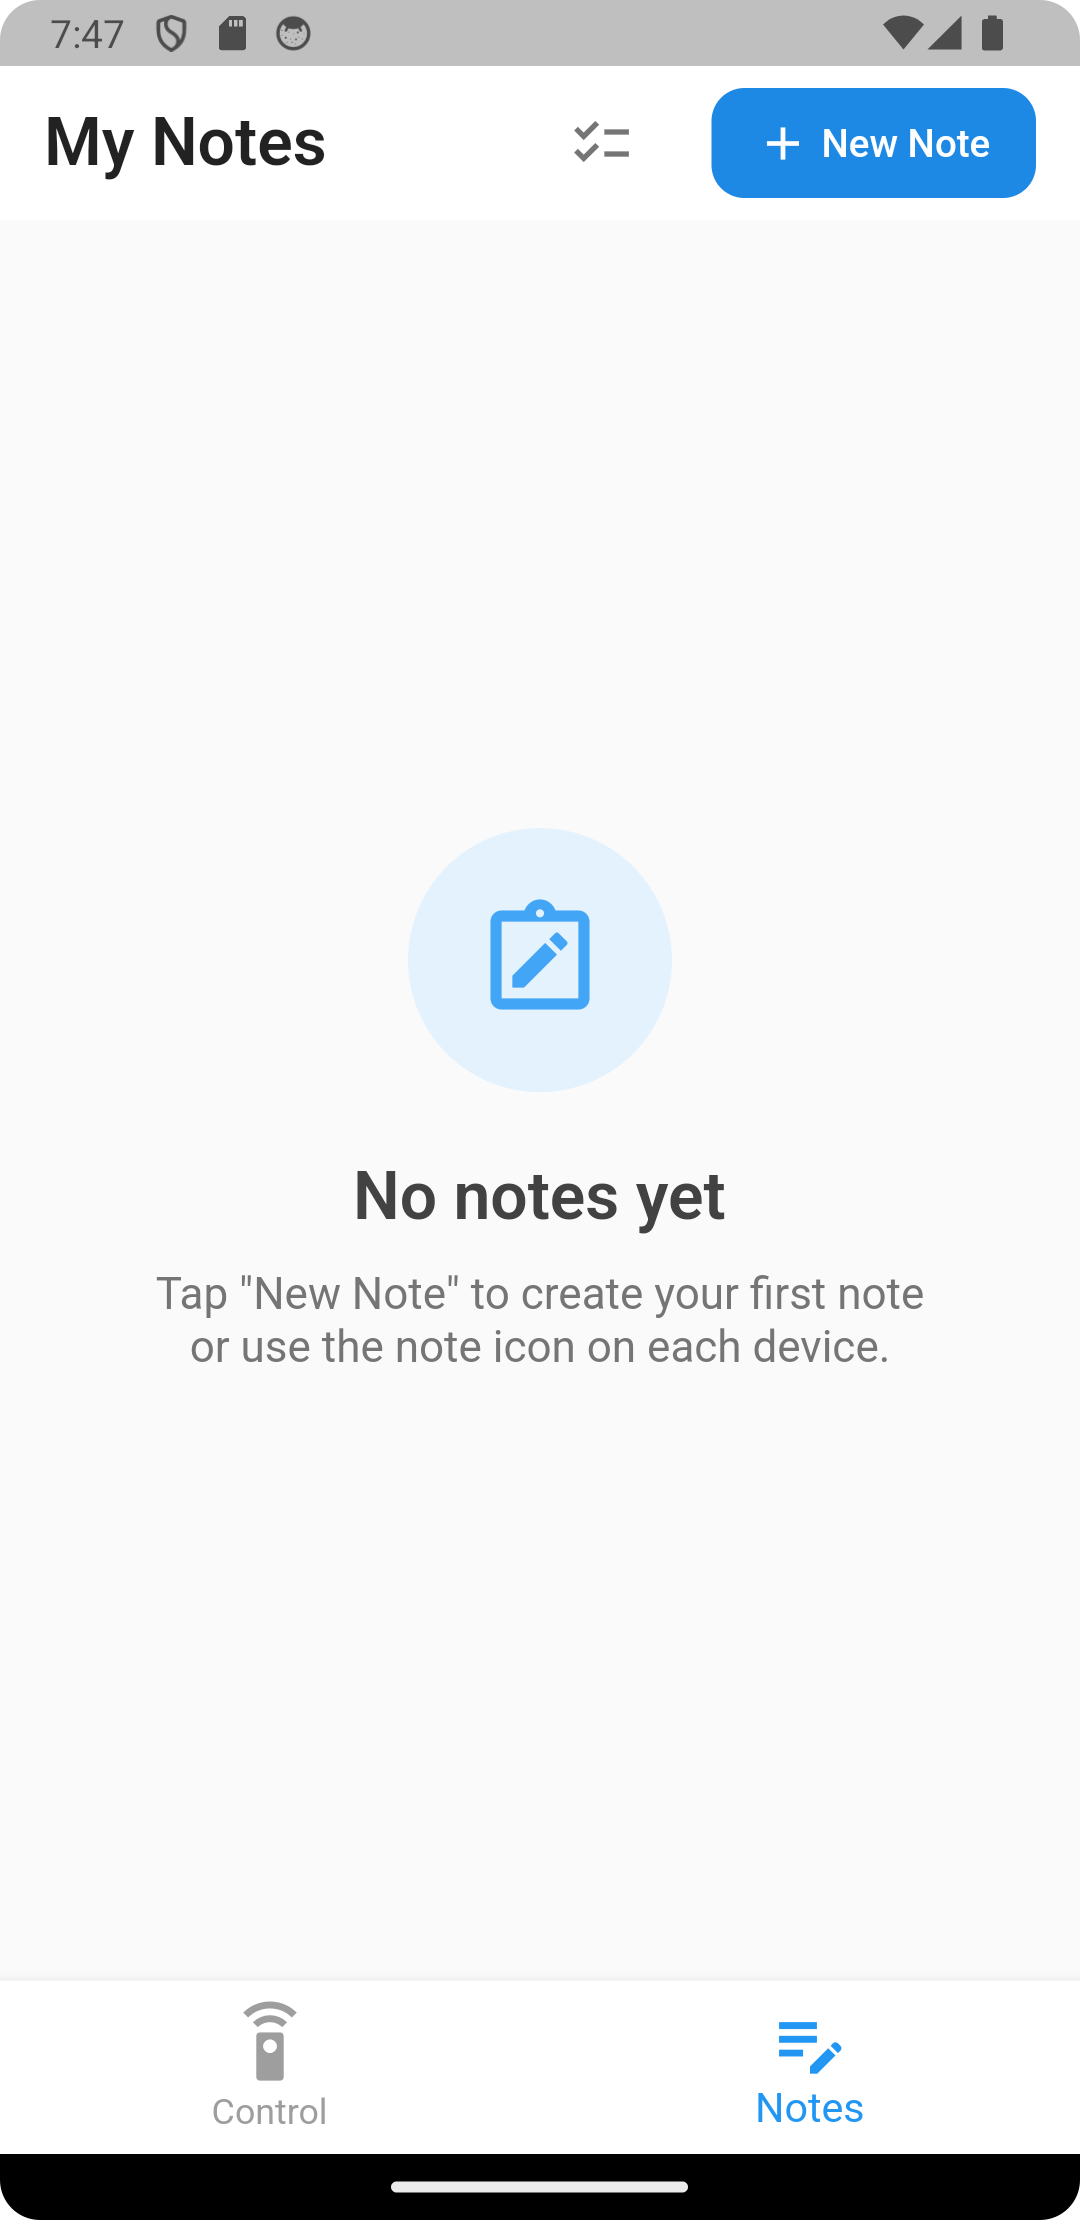 7:47
My Notes
New Note
No notes yet
Tap "New Note" to create your first note
or use the note icon on each device.
Control
Notes